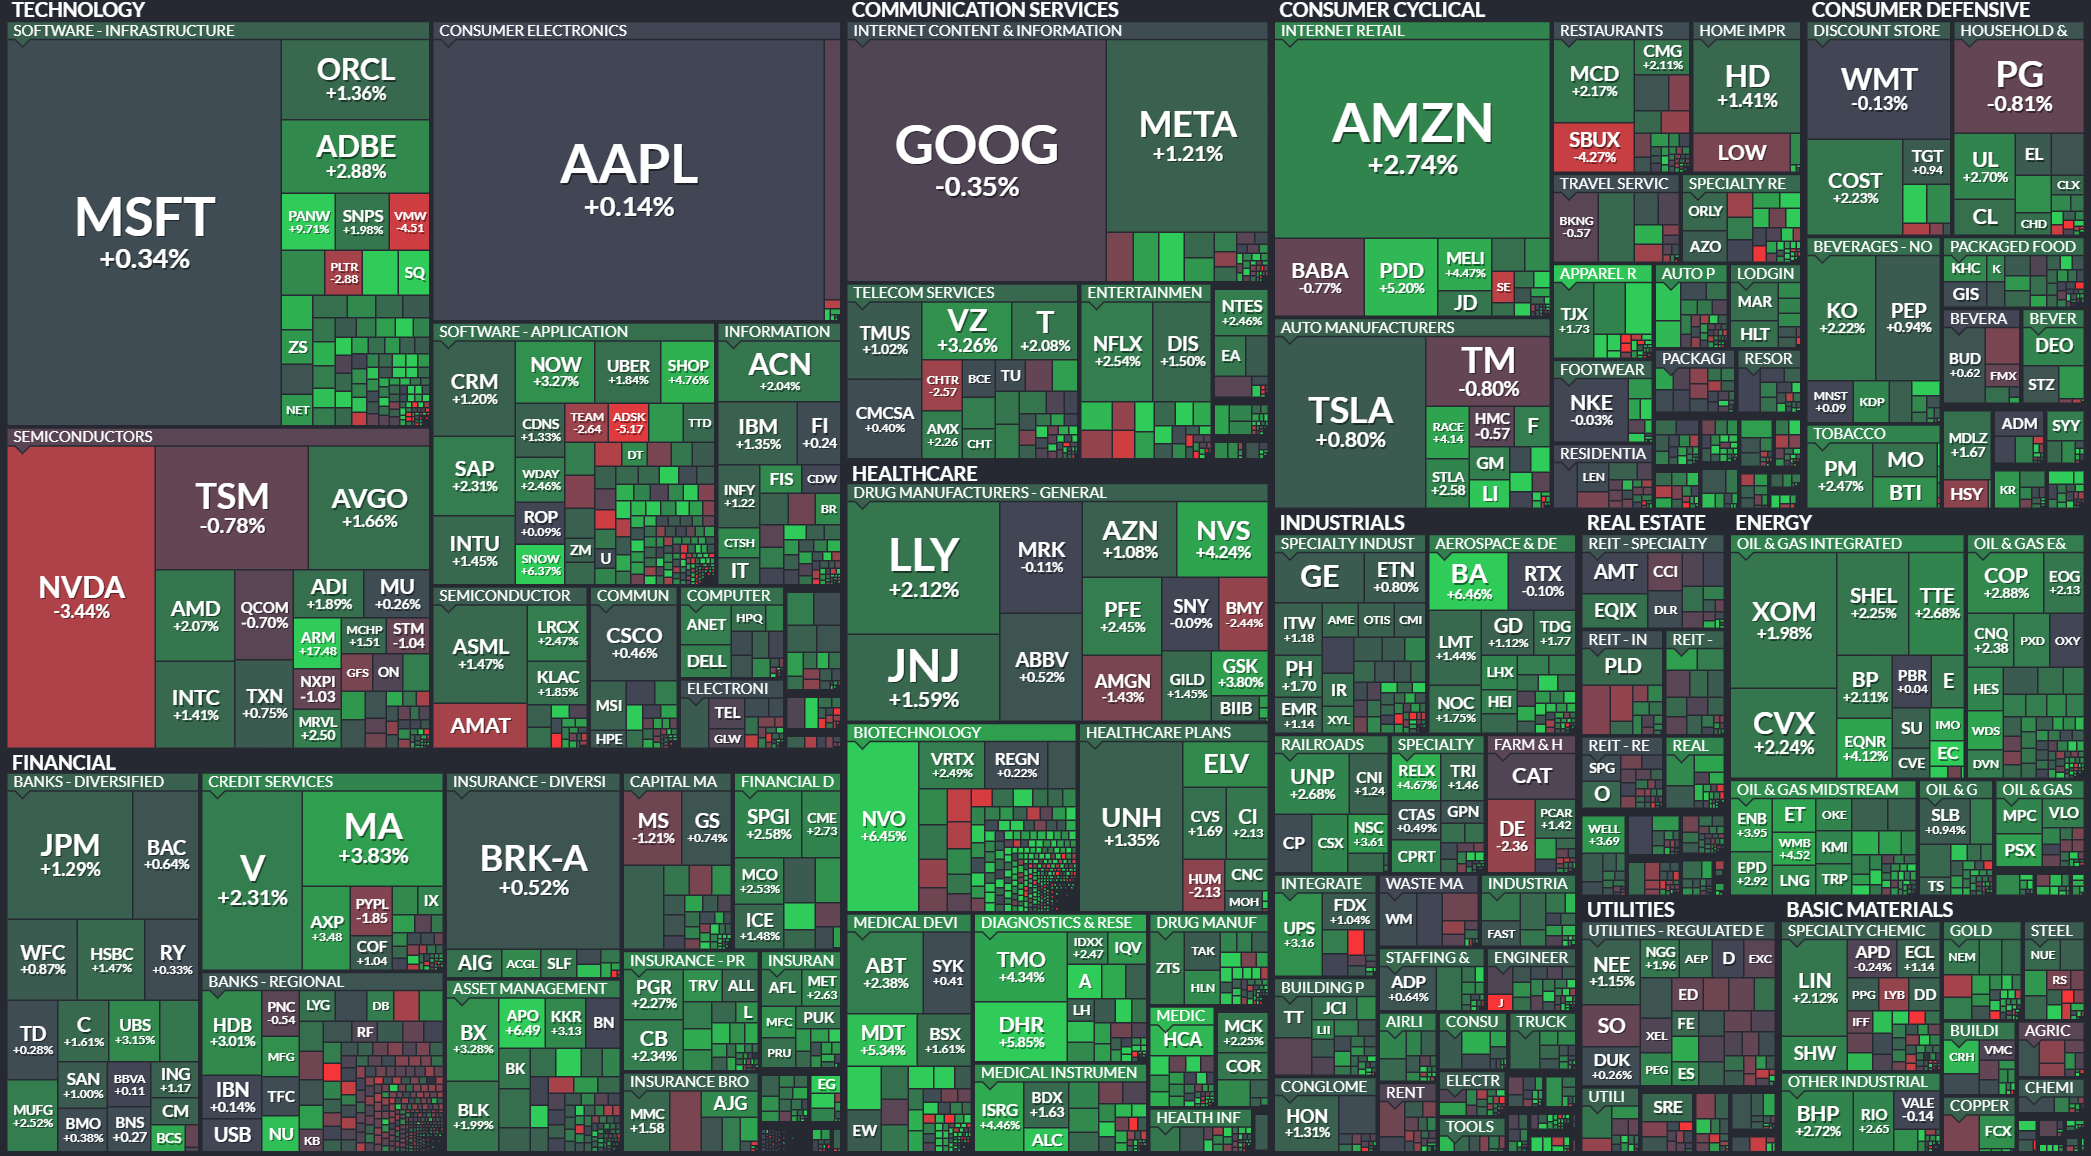 TECHNOLOGY
SOFTWARE - INFRASTRUCTURE
MSFT
+0.34%
ORCL
+1.36%
ADBE
+2.88%
PANW
+9.71%
SNPS
+1.98%
VMW
-4.51
PLTR
-2.88
SQ
ZS
NET
CONSUMER ELECTRONICS
AAPL
+0.14%
SOFTWARE - APPLICATION
CRM
+1.20%
NOW
+3.27%
UBER
+1.84%
SHOP
+4.76%
CDNS
+1.33%
TEAM
-2.64
ADSK
-5.17
TTD
SAP
+2.31%
WDAY
+2.46%
DT
ROP
+0.09%
INTU
+1.45%
SNOW
+6.37%
ZM
U
INFORMATION
ACN
+2.04%
IBM
+1.35%
FI
+0.24
INFY
+1.22
FIS
CDW
BR
CTSH
IT
SEMICONDUCTORS
NVDA
-3.44%
TSM
-0.78%
AVGO
+1.66%
AMD
+2.07%
QCOM
-0.70%
ADI
+1.89%
MU
+0.26%
ARM
+17.48
MCHP
+1.51
STM
-1.04
INTC
+1.41%
TXN
+0.75%
NXPI
-1.03
GFS
ON
MRVL
+2.50
SEMICONDUCTOR
ASML
+1.47%
LRCX
+2.47%
KLAC
+1.85%
AMAT
COMMUN
CSCO
+0.46%
MSI
HPE
COMPUTER
ANET
HPQ
DELL
ELECTRONI
TEL
GLW
COMMUNICATION SERVICES
INTERNET CONTENT & INFORMATION
GOOG
-0.35%
META
+1.21%
TELECOM SERVICES
TMUS
+1.02%
VZ
+3.26%
T
+2.08%
CMCSA
+0.40%
CHTR
-2.57
BCE
TU
AMX
+2.26
CHT
ENTERTAINMEN
NFLX
+2.54%
DIS
+1.50%
NTES
+2.46%
EA
CONSUMER CYCLICAL
INTERNET RETAIL
AMZN
+2.74%
BABA
-0.77%
PDD
+5.20%
MELI
+4.47%
SE
JD
AUTO MANUFACTURERS
TSLA
+0.80%
TM
-0.80%
RACE
+4.14
HMC
-0.57
F
STLA
+2.58
GM
LI
RESTAURANTS
MCD
+2.17%
CMG
+2.11%
SBUX
-4.27%
HOME IMPR
HD
+1.41%
LOW
TRAVEL SERVIC
BKNG
-0.57
SPECIALTY RE
ORLY
AZO
APPAREL R
TJX
+1.73
AUTO P
LODGIN
MAR
HLT
FOOTWEAR
NKE
-0.03%
PACKAGI
RESOR
RESIDENTIA
LEN
CONSUMER DEFENSIVE
DISCOUNT STORE
WMT
-0.13%
COST
+2.23%
TGT
+0.94
HOUSEHOLD &
PG
-0.81%
UL
+2.70%
EL
CLX
CL
CHD
BEVERAGES - NO
KO
+2.22%
PEP
+0.94%
MNST
+0.09
KDP
PACKAGED FOOD
KHC
K
GIS
BEVERA
BUD
+0.62
FMX
BEVER
DEO
STZ
TOBACCO
PM
+2.47%
MO
BTI
MDLZ
+1.67
HSY
ADM
SYY
KR
HEALTHCARE
DRUG MANUFACTURERS - GENERAL
LLY
+2.12%
MRK
-0.11%
AZN
+1.08%
NVS
+4.24%
JNJ
+1.59%
ABBV
+0.52%
PFE
+2.45%
SNY
-0.09%
BMY
-2.44%
AMGN
-1.43%
GILD
+1.45%
GSK
+3.80%
BIIB
BIOTECHNOLOGY
NVO
+6.45%
VRTX
+2.49%
REGN
+0.22%
HEALTHCARE PLANS
UNH
+1.35%
ELV
CVS
+1.69
CI
+2.13
HUM
-2.13
CNC
MOH
MEDICAL DEVI
ABT
+2.38%
SYK
+0.41
MDT
+5.34%
BSX
+1.61%
EW
DIAGNOSTICS & RESE
TMO
+4.34%
IDXX
+2.47
IQV
A
DHR
+5.85%
LH
MEDICAL INSTRUMEN
ISRG
+4.46%
BDX
+1.63
ALC
DRUG MANUF
ZTS
TAK
HLN
MEDIC
HCA
MCK
+2.25%
COR
HEALTH INF
FINANCIAL
BANKS - DIVERSIFIED
JPM
+1.29%
BAC
+0.64%
WFC
+0.87%
HSBC
+1.47%
RY
+0.33%
TD
+0.28%
C
+1.61%
UBS
+3.15%
MUFG
+2.52%
SAN
+1.00%
BBVA
+0.11
ING
+1.17
BMO
+0.38%
BNS
+0.27
CM
BCS
CREDIT SERVICES
V
+2.31%
MA
+3.83%
AXP
+3.48
PYPL
-1.85
IX
COF
+1.04
BANKS - REGIONAL
HDB
+3.01%
PNC
-0.54
LYG
DB
RF
MFG
IBN
+0.14%
TFC
USB
NU
KB
INSURANCE - DIVERSI
BRK-A
+0.52%
AIG
ACGL
SLF
ASSET MANAGEMENT
BX
+3.28%
APO
+6.49
KKR
+3.13
BN
BK
BLK
+1.99%
CAPITAL MA
MS
-1.21%
GS
+0.74%
FINANCIAL D
SPGI
+2.58%
CME
+2.73
MCO
+2.53%
ICE
+1.48%
INSURANCE - PR
PGR
+2.27%
TRV
ALL
L
CB
+2.34%
INSURAN
AFL
MET
+2.63
MFC
PUK
PRU
INSURANCE BRO
MMC
+1.58
AJG
EG
INDUSTRIALS
SPECIALTY INDUST
GE
ETN
+0.80%
ITW
+1.18
AME
OTIS
CMI
PH
+1.70
IR
EMR
+1.14
XYL
AEROSPACE & DE
BA
+6.46%
RTX
-0.10%
LMT
+1.44%
GD
+1.12%
TDG
+1.77
LHX
NOC
+1.75%
HEI
RAILROADS
UNP
+2.68%
CNI
+1.24
CP
CSX
NSC
+3.61
SPECIALTY
RELX
+4.67%
TRI
+1.46
CTAS
+0.49%
GPN
CPRT
FARM & H
CAT
DE
-2.36
PCAR
+1.42
INTEGRATE
UPS
+3.16
FDX
+1.04%
WASTE MA
WM
INDUSTRIA
FAST
BUILDING P
TT
JCI
LII
STAFFING &
ADP
+0.64%
ENGINEER
J
AIRLI
CONSU
TRUCK
CONGLOME
HON
+1.31%
RENT
ELECTR
TOOLS
REAL ESTATE
REIT - SPECIALTY
AMT
CCI
EQIX
DLR
REIT - IN
PLD
REIT -
REIT - RE
SPG
O
REAL
WELL
+3.69
ENERGY
OIL & GAS INTEGRATED
XOM
+1.98%
SHEL
+2.25%
TTE
+2.68%
CVX
+2.24%
BP
+2.11%
PBR
+0.04
E
EQNR
+4.12%
SU
IMO
CVE
EC
OIL & GAS E&
COP
+2.88%
EOG
+2.13
CNQ
+2.38
PXD
OXY
HES
WDS
DVN
OIL & GAS MIDSTREAM
ENB
+3.95
ET
OKE
WMB
+4.52
KMI
EPD
+2.92
LNG
TRP
OIL & G
SLB
+0.94%
TS
OIL & GAS
MPC
VLO
PSX
UTILITIES
UTILITIES - REGULATED E
NEE
+1.15%
NGG
+1.96
AEP
D
EXC
SO
ED
XEL
FE
DUK
+0.26%
PEG
ES
UTILI
SRE
BASIC MATERIALS
SPECIALTY CHEMIC
LIN
+2.12%
APD
-0.24%
ECL
+1.14
PPG
LYB
DD
IFF
SHW
GOLD
NEM
STEEL
NUE
RS
BUILDI
CRH
VMC
AGRIC
OTHER INDUSTRIAL
BHP
+2.72%
RIO
+2.65
VALE
-0.14
COPPER
FCX
CHEMI